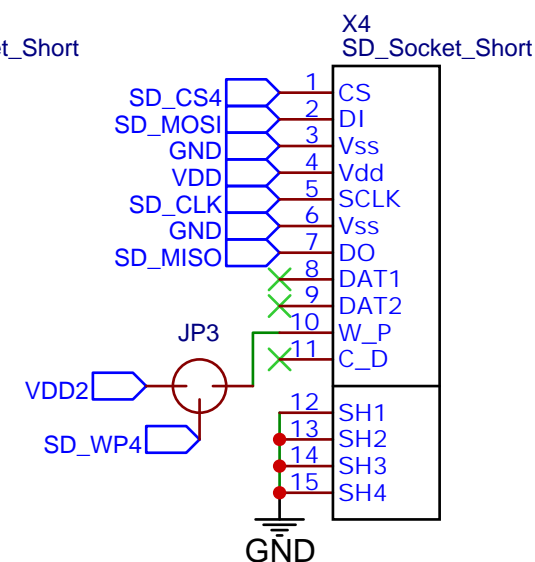 X4
et_Short SD_Socket_Short
SD_CS4 1 CS
SD_MOSI 2 DI
GND 3 Vss
VDD 4 Vdd
SD_CLK 5 SCLK
GND 6 Vss
SD_MISO 7 DO
8 DAT1
9 DAT2
JP3 10 W_P
11 C_D
VDD2
12 SH1
SD_WP4 13 SH2
14 SH3
15 SH4
GND